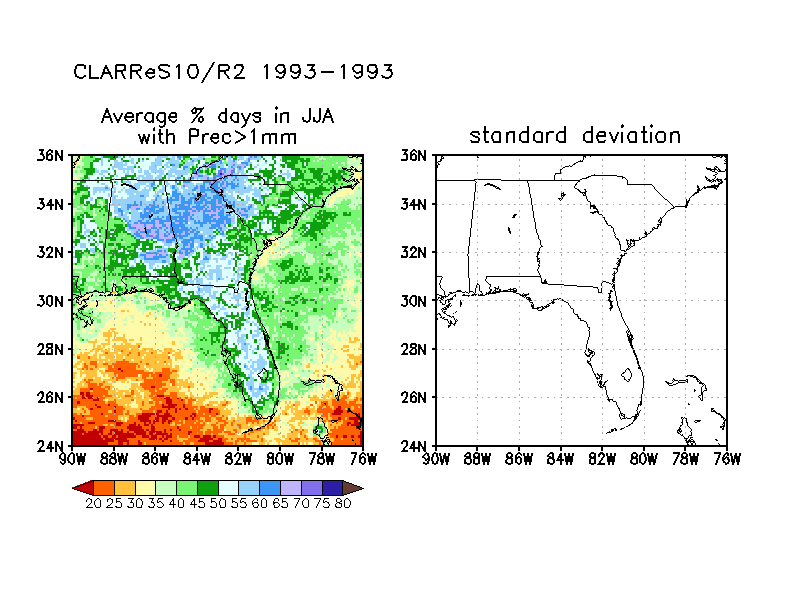 CLARReS10/R2 1993-1993
Average % days in JJA
with Prec>1mm
standard deviation
36N
34N
32N
30N
28N
26N
24N
90W 88W 86W 84W 82W 80W 78W 76W
36N
34N
32N
30N
28N
26N
24N
90W 88W 86W 84W 82W 80W 78W 76W
20 25 30 35 40 45 50 55 60 65 70 75 80